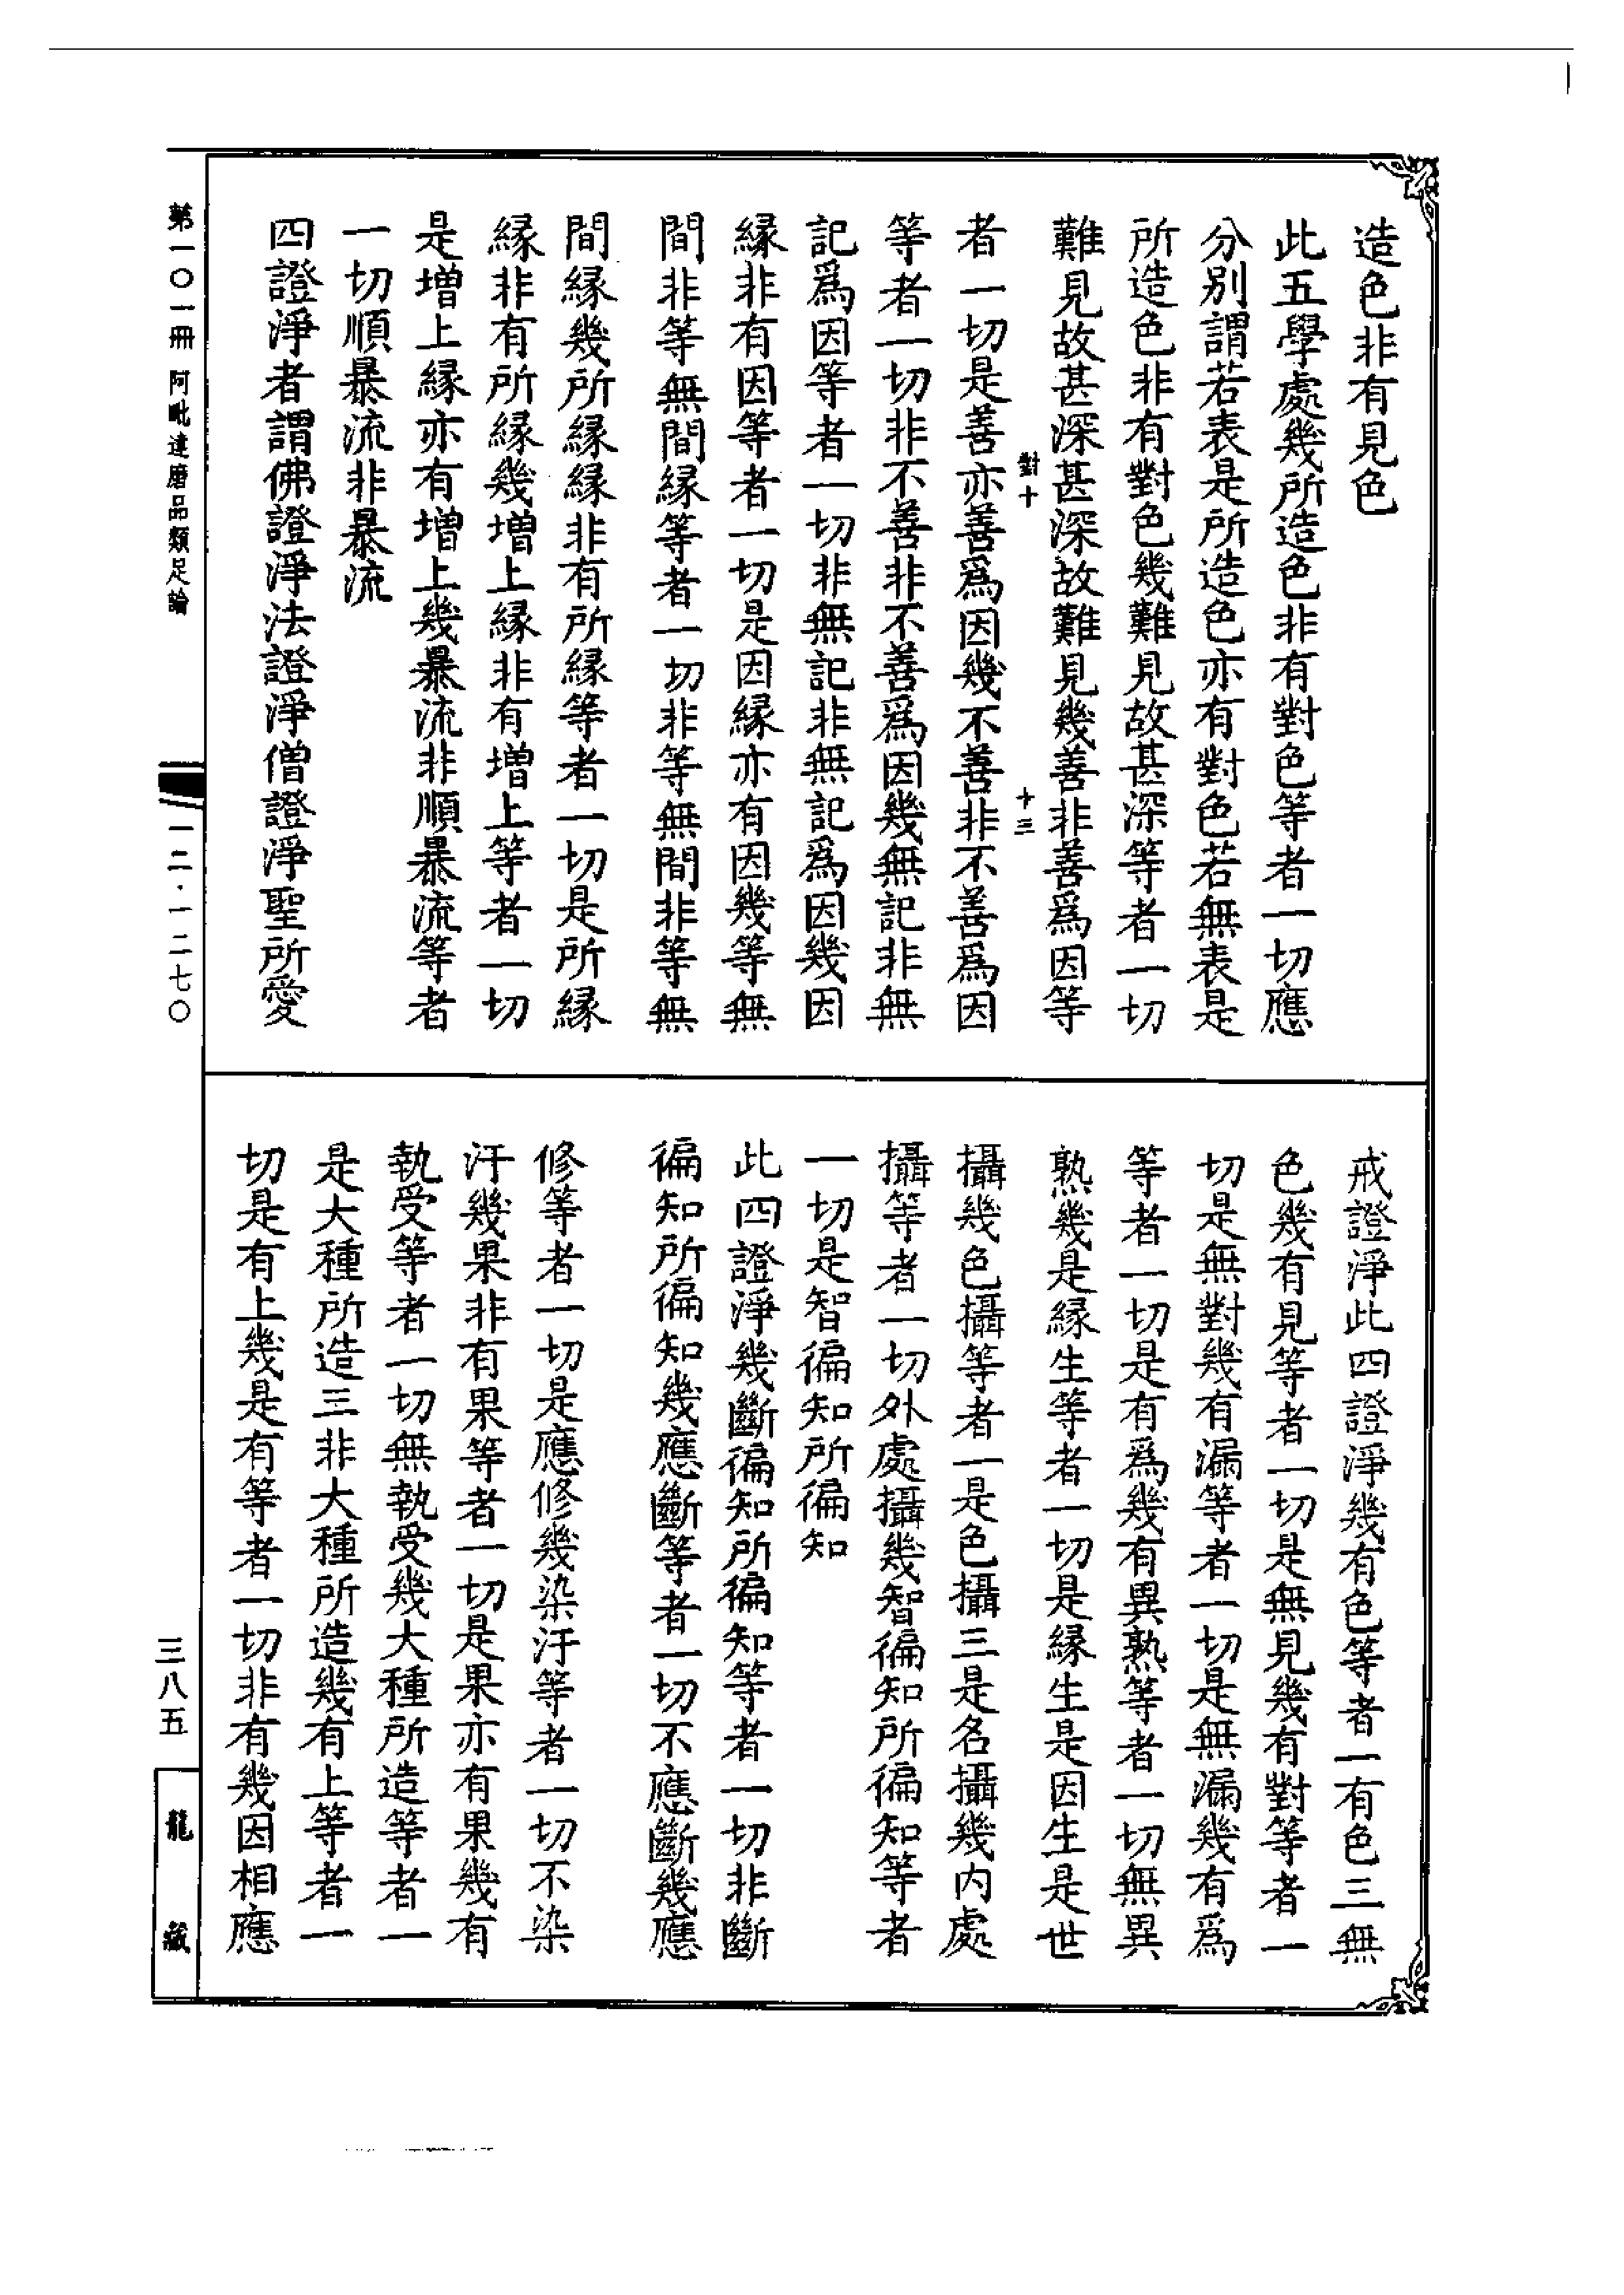 造色非有見色
此五學處幾所造色非有對色等者一切應
分別謂若表是所造色亦有對色若無表是
所造色非有對色幾難見故甚深等者一切
難見故甚深甚深故難見幾善非善爲因等
對十
十三
者一切是善亦善爲因幾不善非不善爲因
等者一切非不善非不善爲因幾無記非無
記爲因等者一切非無記非無記爲因幾因
緣非有因等者一切是因緣亦有因幾等無
間非等無間緣等者一切非等無間非等無
間緣幾所緣緣非有所緣等者一切是所緣
緣非有所緣幾增上緣非有增上等者一切
是增上緣亦有增上幾暴流非順暴流等者
一切順暴流非暴流
四證淨者謂佛證淨法證淨僧證淨聖所愛
戒證淨此四證淨幾有色等者一有色三無
色幾有見等者一切是無見幾有對等者一
切是無對幾有漏等者一切是無漏幾有爲
等者一切是有爲幾有異熟等者一切無異
熟幾是緣生等者一切是緣生是因生是世
攝幾色攝等者一是色攝三是名攝幾內處
攝等者一切外處攝幾智徧知所徧知等者
一切是智徧知所徧知
此四證淨幾斷徧知所徧知等者一切非斷
徧知所徧知幾應斷等者一切不應斷幾應
修等者一切是應修幾染汙等者一切不染
汙幾果非有果等者一切是果亦有果幾有
執受等者一切無執受幾大種所造等者一
是大種所造三非大種所造幾有上等者一
切是有上幾是有等者一切非有幾因相應
第一〇一冊 阿毗達磨品類足論
一二·一二七〇
三八五
龍藏